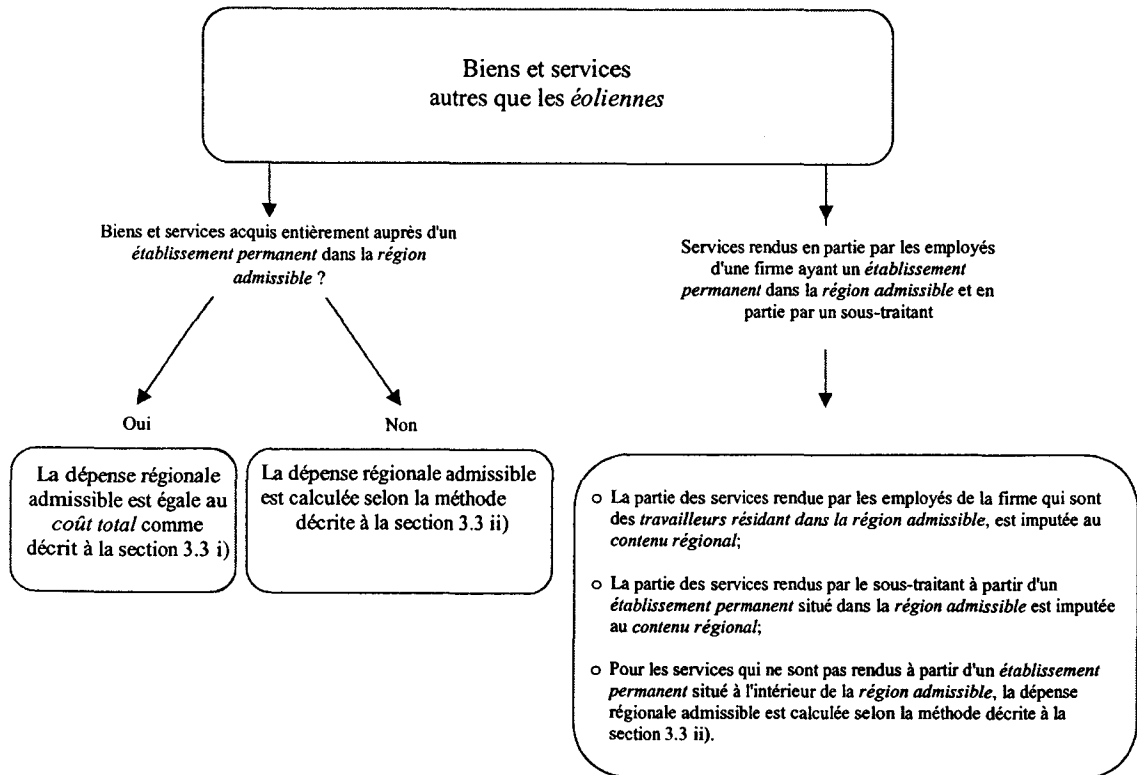 Biens et services
autres que les éoliennes
Biens et services acquis entièrement auprès d'un
établissement permanent dans la région
admissible ?
Services rendus en partie par les employés
d'une firme ayant un établissement
permanent dans la région admissible et en
partie par un sous-traitant
Oui
Non
La dépense régionale
admissible est égale au
coût total comme
décrit à la section 3.3 i)
La dépense régionale admissible
est calculée selon la méthode
décrite à la section 3.3 ii)
o La partie des services rendue par les employés de la firme qui sont
des travailleurs résidant dans la région admissible, est imputée au
contenu régional;
o La partie des services rendus par le sous-traitant à partir d'un
établissement permanent situé dans la région admissible est imputée
au contenu régional;
o Pour les services qui ne sont pas rendus à partir d'un établissement
permanent situé à l'intérieur de la région admissible, la dépense
régionale admissible est calculée selon la méthode décrite à la
section 3.3 ii).